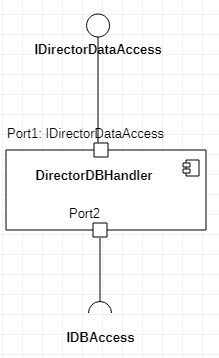 IDirectorDataAccess
Port1: IDirectorDataAccess
DirectorDBHandler
Port2
IDBAccess